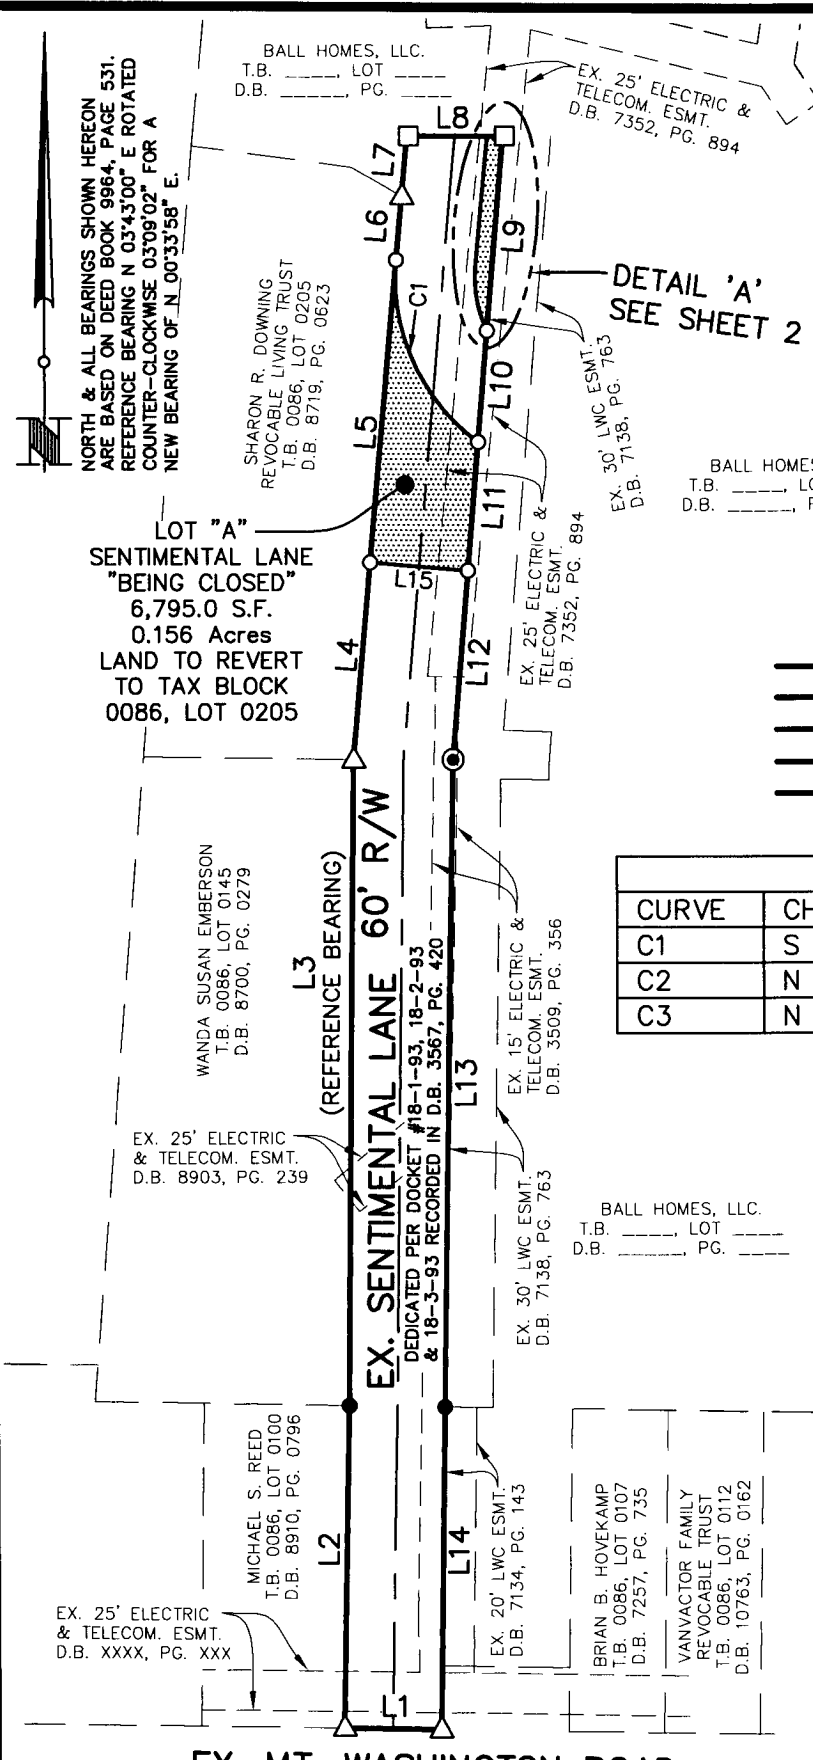 BALL HOMES, LLC.
T.B. ____, LOT ____
D.B. _____, PG. ____
EX. 25' ELECTRIC &
TELECOM. ESMT.
D.B. 7352, PG. 894
NORTH & ALL BEARINGS SHOWN HEREON
ARE BASED ON DEED BOOK 9964, PAGE 531.
REFERENCE BEARING N 03°43'00" E ROTATED
COUNTER-CLOCKWISE 03°09'02" FOR A
NEW BEARING OF N 00°33'58" E.
N
L8
L7
L6
L9
C1
DETAIL 'A'
SEE SHEET 2
SHARON R. DOWNING
REVOCABLE LIVING TRUST
T.B. 0086, LOT 0205
D.B. 8719, PG. 0623
L10
EX. 30' LWC ESMT.
D.B. 7138, PG. 763
L5
L11
BALL HOMES
T.B. ____, LO
D.B. _____, P
LOT "A"
SENTIMENTAL LANE
"BEING CLOSED"
6,795.0 S.F.
0.156 Acres
LAND TO REVERT
TO TAX BLOCK
0086, LOT 0205
L15
EX. 25' ELECTRIC &
TELECOM. ESMT.
D.B. 7352, PG. 894
L4
L12
WANDA SUSAN EMBERSON
T.B. 0086, LOT 0145
D.B. 8700, PG. 0279
L3
(REFERENCE BEARING)
EX. SENTIMENTAL LANE 60' R/W
DEDICATED PER DOCKET #18-1-93, 18-2-93
& 18-3-93 RECORDED IN D.B. 3567, PG. 420
L13
EX. 15' ELECTRIC &
TELECOM. ESMT.
D.B. 3509, PG. 356
CURVE CH
C1 S
C2 N
C3 N
EX. 25' ELECTRIC
& TELECOM. ESMT.
D.B. 8903, PG. 239
EX. 30' LWC ESMT.
D.B. 7138, PG. 763
BALL HOMES, LLC.
T.B. ____, LOT ____
D.B. _____, PG. ____
MICHAEL S. REED
T.B. 0086, LOT 0100
D.B. 8910, PG. 0796
L2
L14
EX. 20' LWC ESMT.
D.B. 7134, PG. 143
BRIAN B. HOVEKAMP
T.B. 0086, LOT 0107
D.B. 7257, PG. 735
VANVACTOR FAMILY
REVOCABLE TRUST
T.B. 0086, LOT 0112
D.B. 10763, PG. 0162
EX. 25' ELECTRIC
& TELECOM. ESMT.
D.B. XXXX, PG. XXX
L1
EX. MT. WASHINGTON ROAD